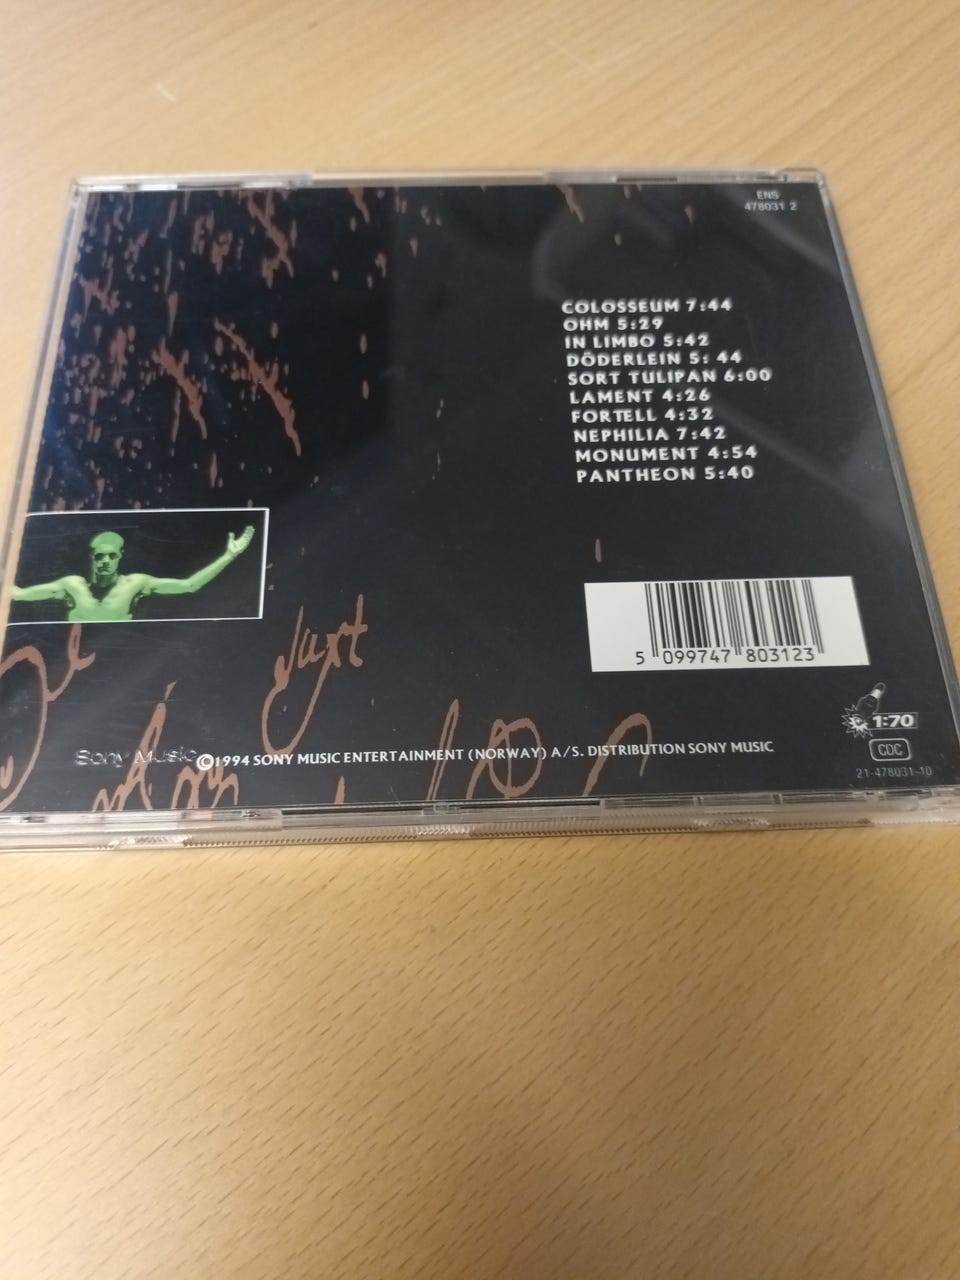 ENS
478031 2
COLOSSEUM 7:44
OHM 5:29
IN LIMBO 5:42
DÖDERLEIN 5: 44
SORT TULIPAN 6:00
LAMENT 4:26
FORTELL 4:32
NEPHILIA 7:42
MONUMENT 4:54
PANTHEON 5:40
5 099747 803123
1:70
Sony Music ©1994 SONY MUSIC ENTERTAINMENT (NORWAY) A/S. DISTRIBUTION SONY MUSIC
CDC
21-478031-10